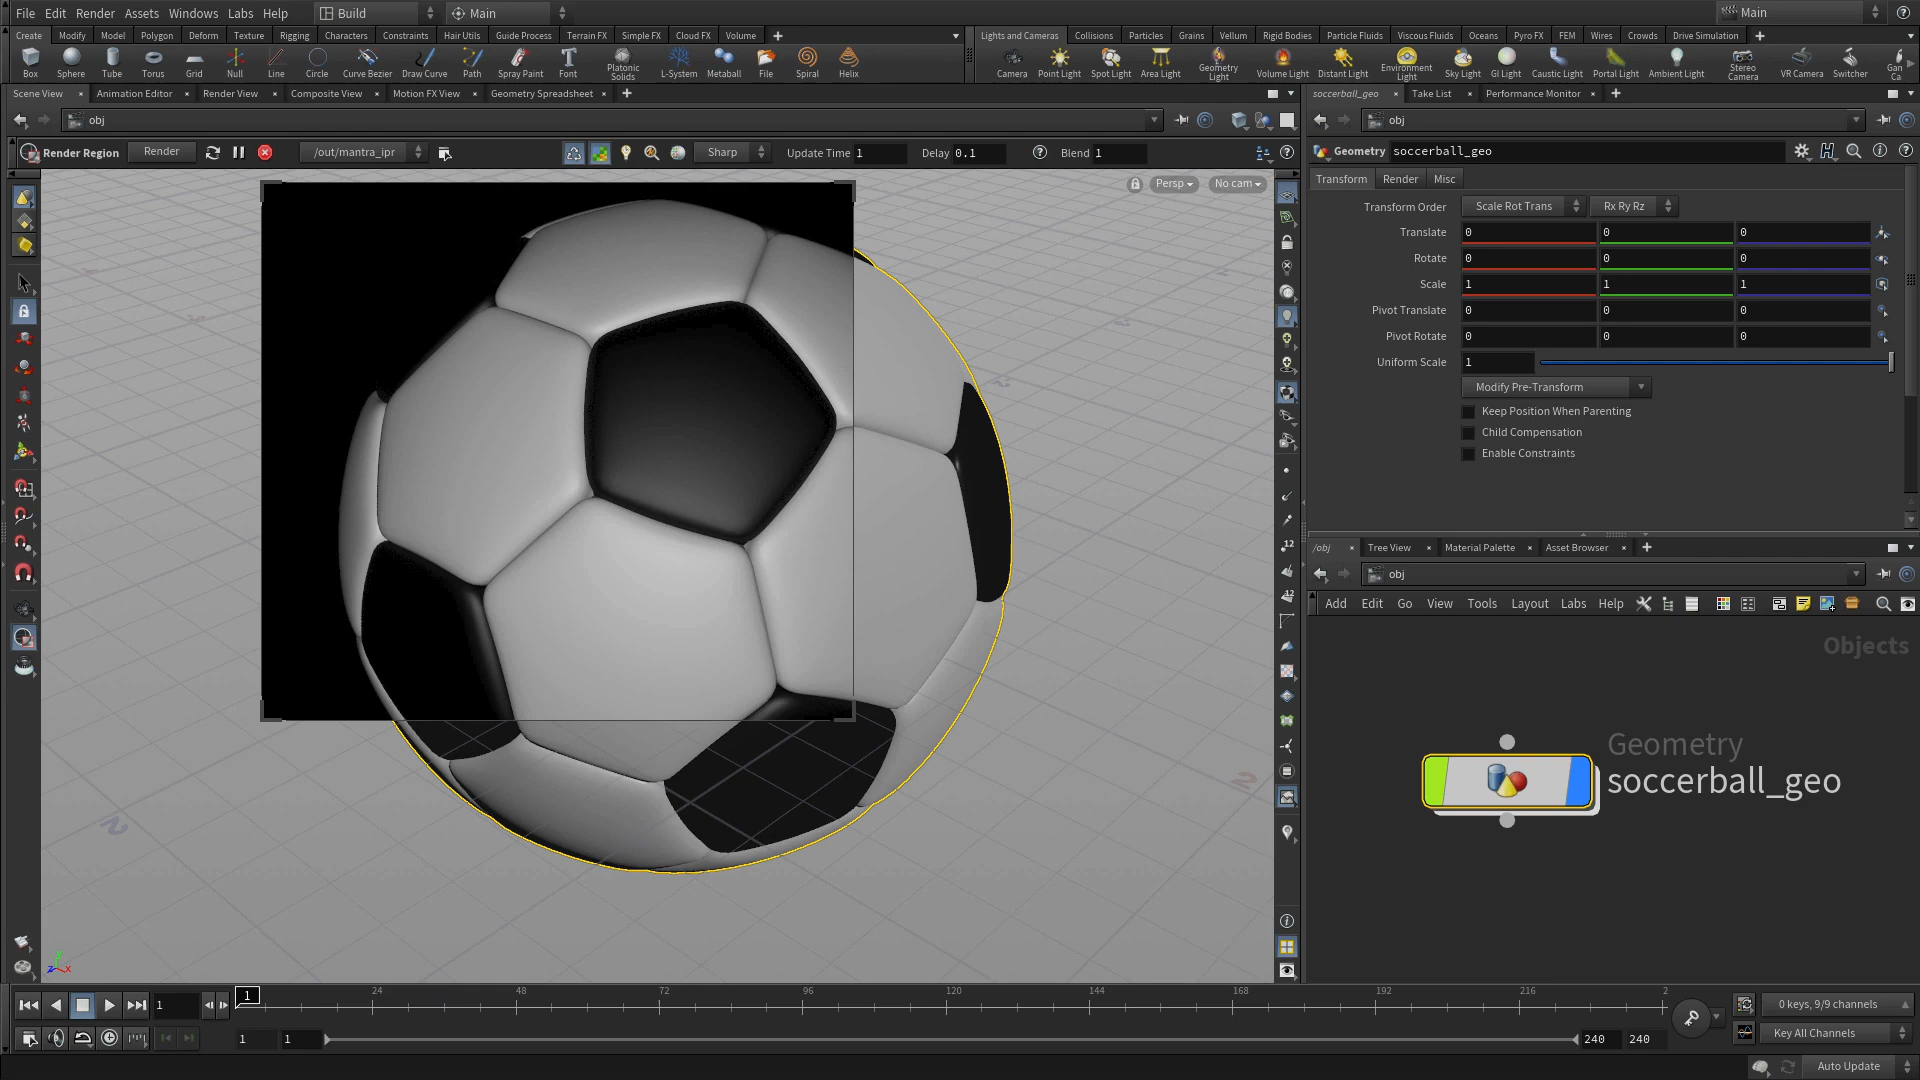 File Edit Render Assets Windows Labs Help Build Main Main
Create Modify Model Polygon Deform Texture Rigging Characters Constraints Hair Utils Guide Process Terrain FX Simple FX Cloud FX Volume
Lights and Cameras Collisions Particles Grains Vellum Rigid Bodies Particle Fluids Viscous Fluids Oceans Pyro FX FEM Wires Crowds Drive Simulation
Box Sphere Tube Torus Grid Null Line Circle Curve Bezier Draw Curve Path Spray Paint Font Platonic Solids L-System Metaball File Spiral Helix
Camera Point Light Spot Light Area Light Geometry Light Volume Light Distant Light Environment Light Sky Light GI Light Caustic Light Portal Light Ambient Light Stereo Camera VR Camera Switcher Gan Ca
Scene View Animation Editor Render View Composite View Motion FX View Geometry Spreadsheet
soccerball_geo Take List Performance Monitor
obj
obj
Render Region Render /out/mantra_ipr Sharp Update Time 1 Delay 0.1 Blend 1
Geometry soccerball_geo
Persp No cam
Transform Render Misc
Transform Order Scale Rot Trans Rx Ry Rz
Translate 0 0 0
Rotate 0 0 0
Scale 1 1 1
Pivot Translate 0 0 0
Pivot Rotate 0 0 0
Uniform Scale 1
Modify Pre-Transform
Keep Position When Parenting
Child Compensation
Enable Constraints
12
12
/obj Tree View Material Palette Asset Browser
obj
Add Edit Go View Tools Layout Labs Help
Objects
Geometry
soccerball_geo
2
2
y
z x
1 1 24 48 72 96 120 144 168 192 216 2
0 keys, 9/9 channels
1 1 240 240
Key All Channels
Auto Update